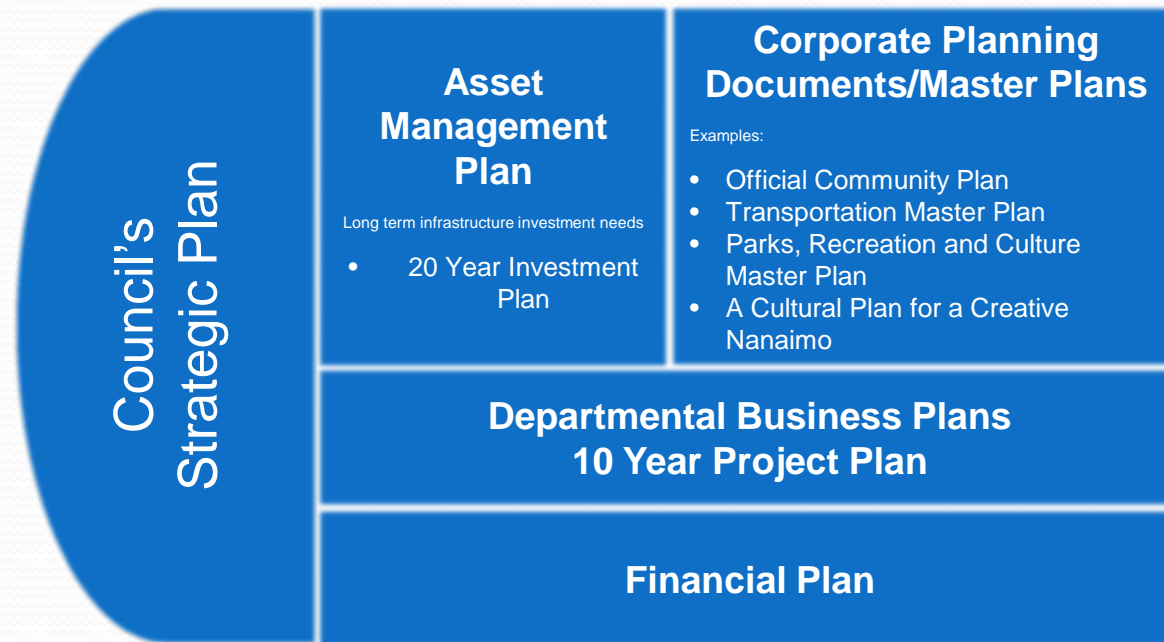 Council's
Strategic Plan
Asset
Management
Plan
Long term infrastructure investment needs
• 20 Year Investment
Plan
Corporate Planning
Documents/Master Plans
Examples:
• Official Community Plan
• Transportation Master Plan
• Parks, Recreation and Culture
Master Plan
• A Cultural Plan for a Creative
Nanaimo
Departmental Business Plans
10 Year Project Plan
Financial Plan